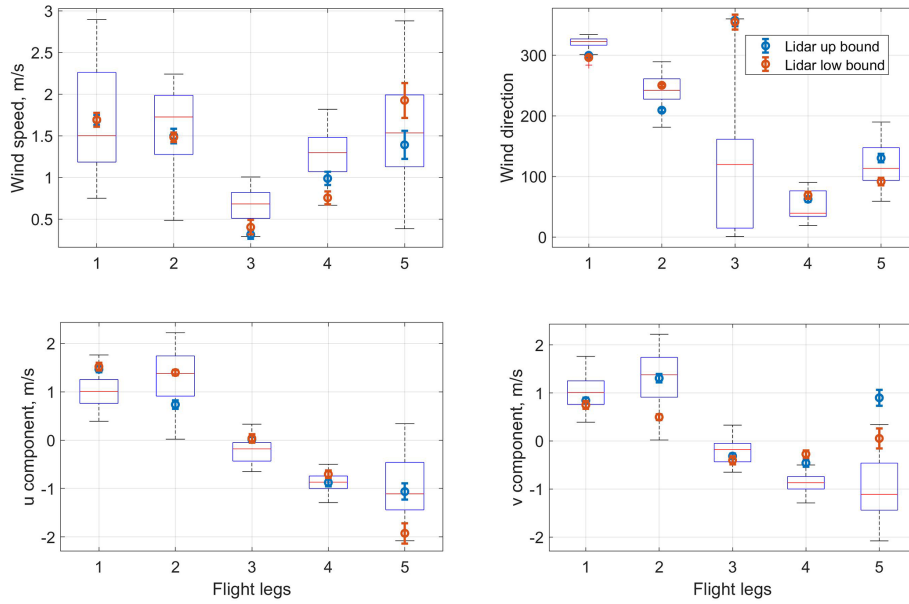 Wind speed, m/s
3
2.5
2
1.5
1
0.5
1 2 3 4 5
Wind direction
300
200
100
0
1 2 3 4 5
Lidar up bound
Lidar low bound
u component, m/s
2
1
0
-1
-2
1 2 3 4 5
Flight legs
v component, m/s
2
1
0
-1
-2
1 2 3 4 5
Flight legs